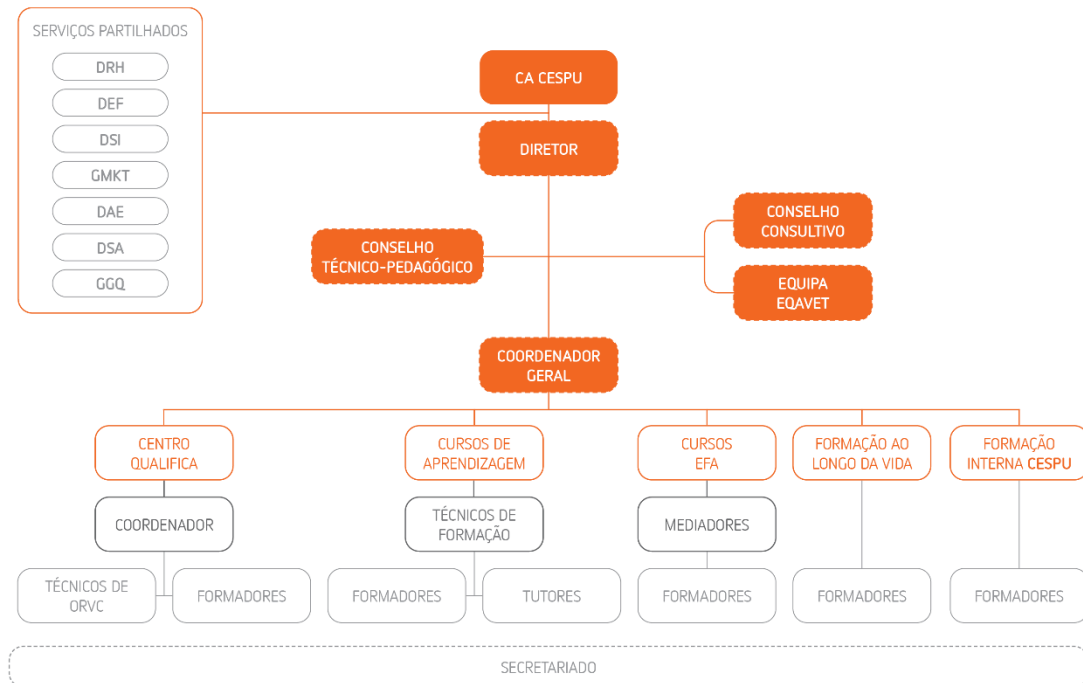 SERVIÇOS PARTILHADOS
DRH
DEF
DSI
GMKT
DAE
DSA
GGQ
CA CESPU
DIRETOR
CONSELHO
TÉCNICO-PEDAGÓGICO
CONSELHO
CONSULTIVO
EQUIPA
EQAVET
COORDENADOR
GERAL
CENTRO
QUALIFICA
CURSOS DE
APRENDIZAGEM
CURSOS
EFA
FORMAÇÃO AO
LONGO DA VIDA
FORMAÇÃO
INTERNA CESPU
COORDENADOR
TÉCNICOS DE
FORMAÇÃO
MEDIADORES
TÉCNICOS DE
ORVC
FORMADORES
FORMADORES
TUTORES
FORMADORES
FORMADORES
FORMADORES
SECRETARIADO